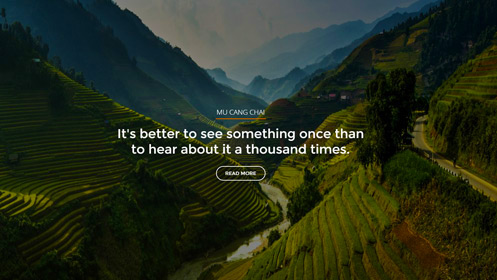 MU CANG CHAI
It's better to see something once than
to hear about it a thousand times.
READ MORE